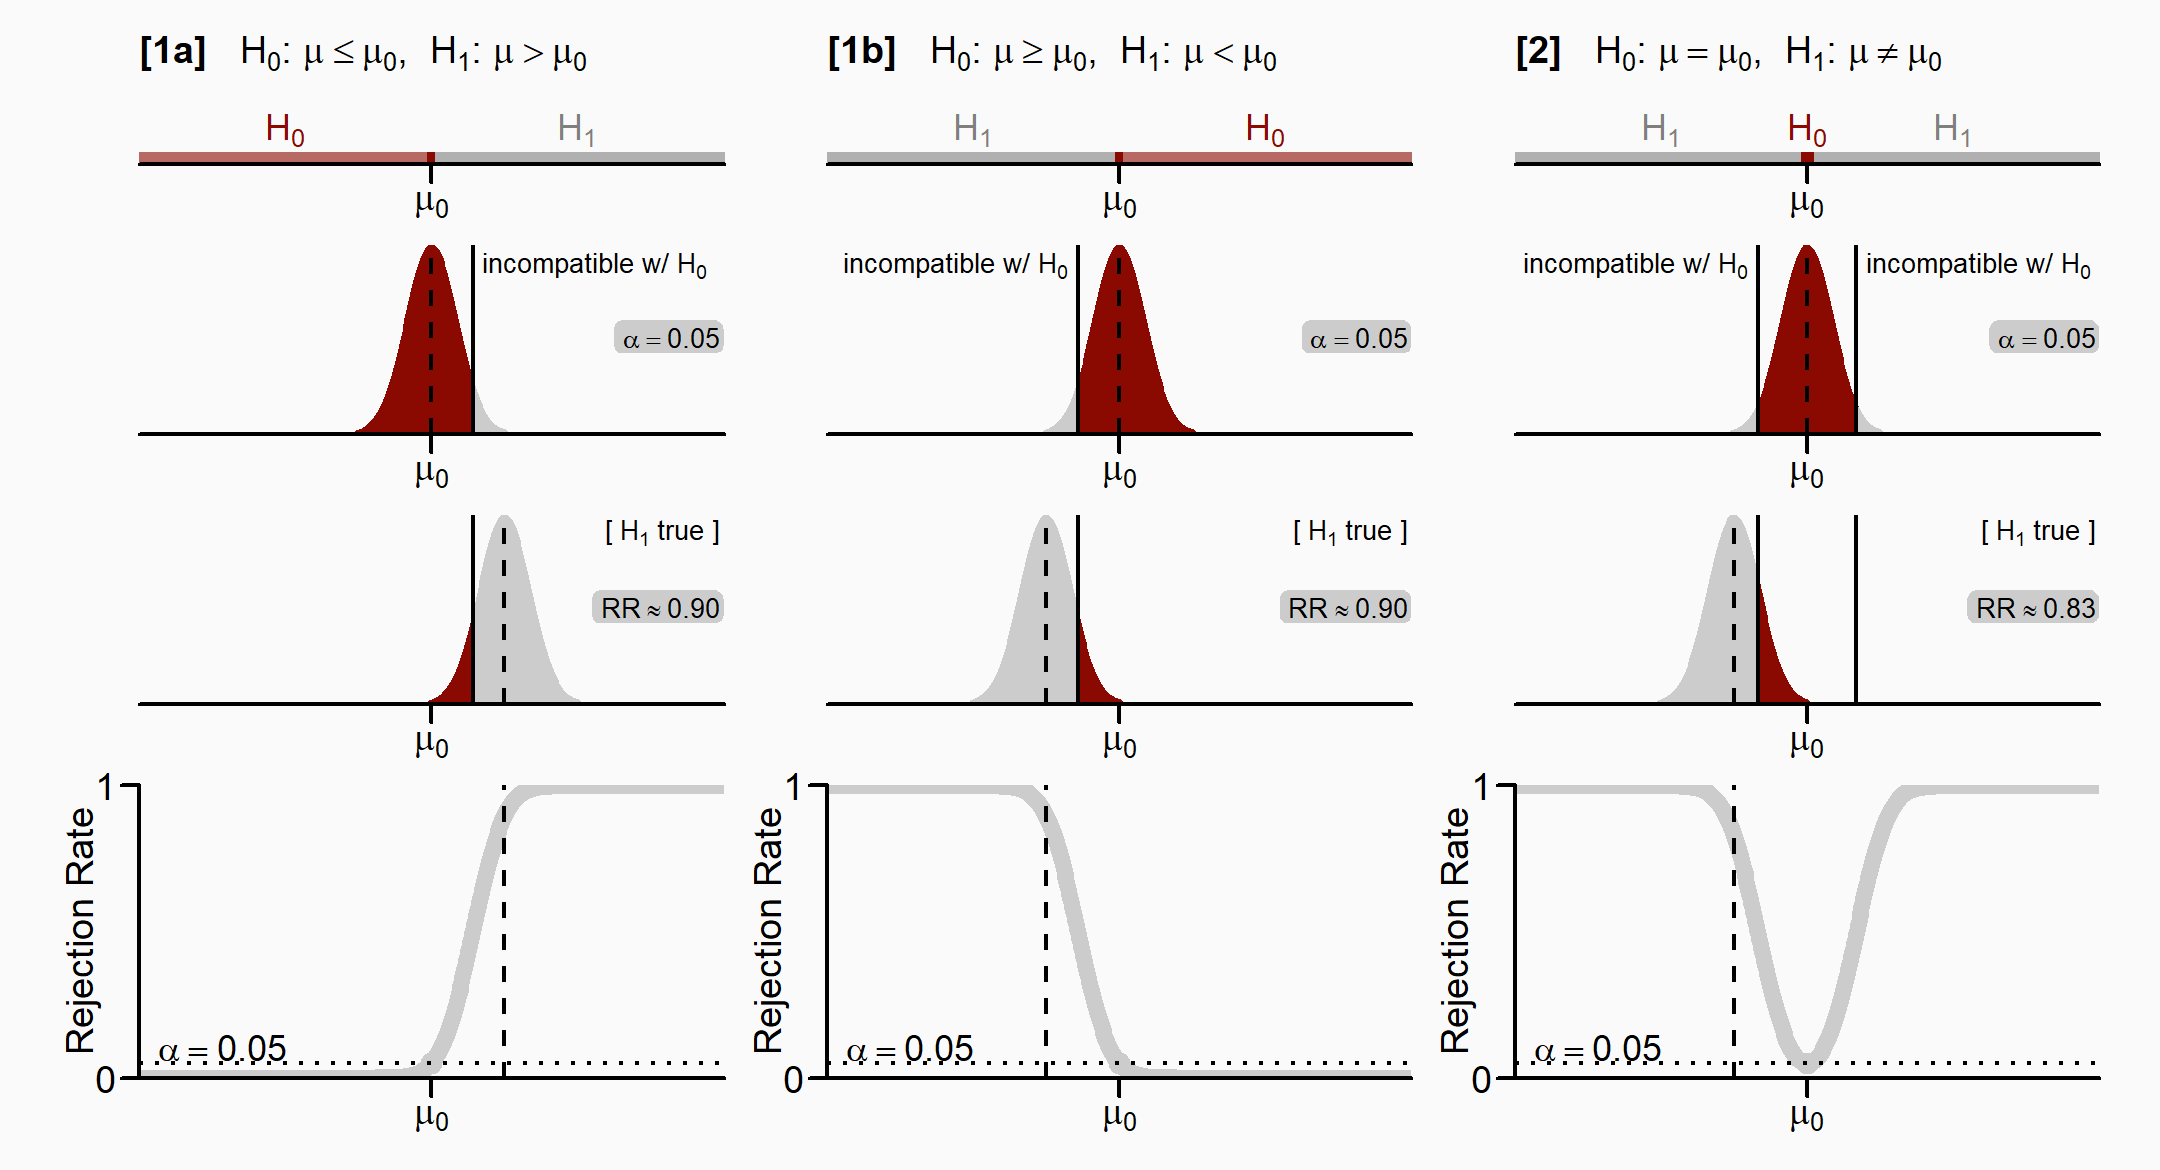 [1a] H₀: μ ≤ μ₀, H₁: μ > μ₀
H₀ H₁
μ₀
incompatible w/ H₀
α = 0.05
μ₀
[ H₁ true ]
RR ≈ 0.90
μ₀
1
Rejection Rate
α = 0.05
0
μ₀
[1b] H₀: μ ≥ μ₀, H₁: μ < μ₀
H₁ H₀
μ₀
incompatible w/ H₀
α = 0.05
μ₀
[ H₁ true ]
RR ≈ 0.90
μ₀
1
Rejection Rate
α = 0.05
0
μ₀
[2] H₀: μ = μ₀, H₁: μ ≠ μ₀
H₁ H₀ H₁
μ₀
incompatible w/ H₀ incompatible w/ H₀
α = 0.05
μ₀
[ H₁ true ]
RR ≈ 0.83
μ₀
1
Rejection Rate
α = 0.05
0
μ₀